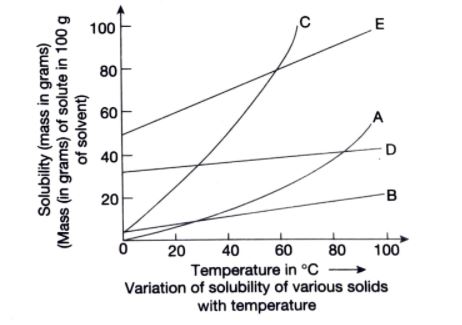 100
80
60
40
20
0
0 20 40 60 80 100
C
E
A
D
B
Solubility (mass in grams)
(Mass (in grams) of solute in 100 g
of solvent)
Temperature in °C
Variation of solubility of various solids
with temperature